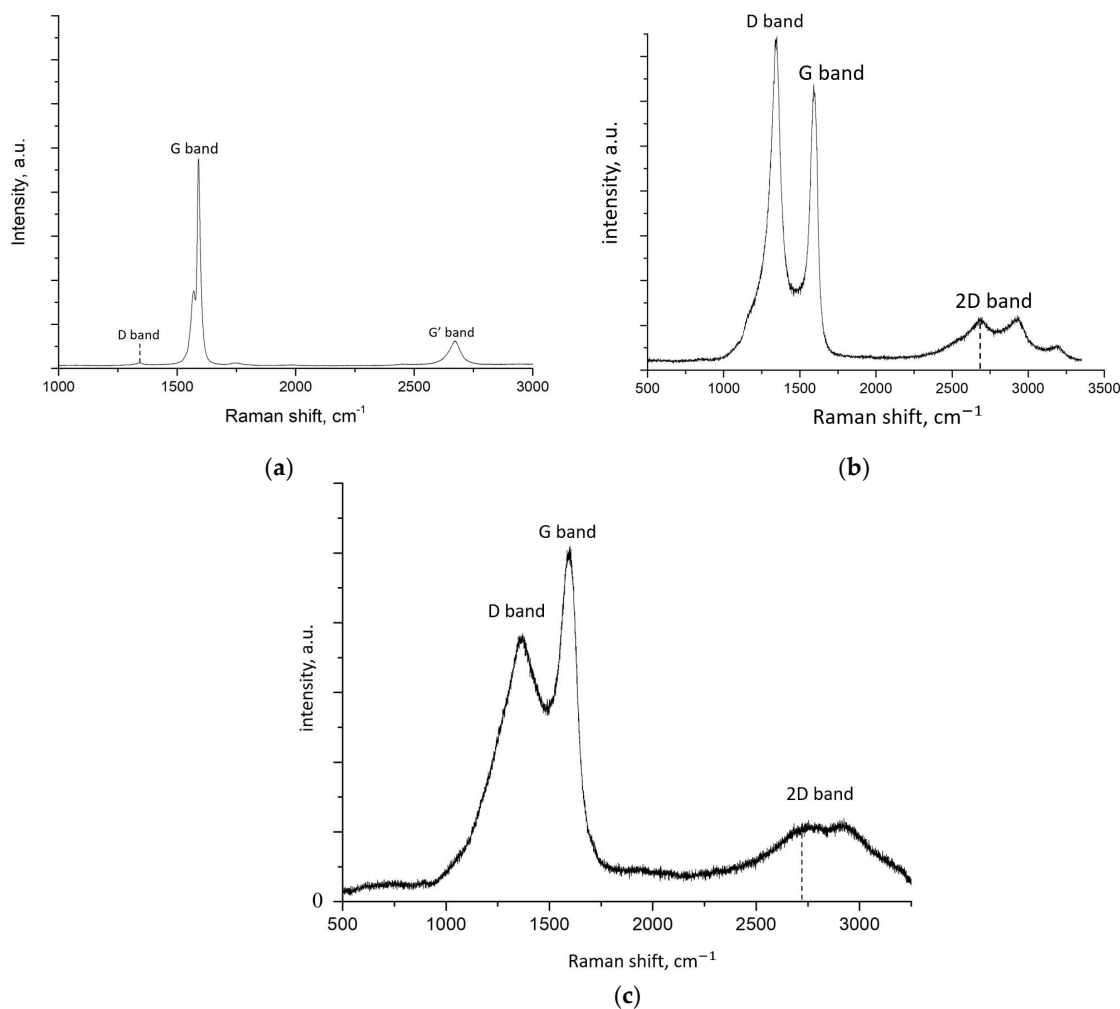 Intensity, a.u.
G band
D band
G' band
1000 1500 2000 2500 3000
Raman shift, cm-1
(a)
intensity, a.u.
D band
G band
2D band
500 1000 1500 2000 2500 3000 3500
Raman shift, cm−1
(b)
intensity, a.u.
G band
D band
2D band
0
500 1000 1500 2000 2500 3000
Raman shift, cm−1
(c)